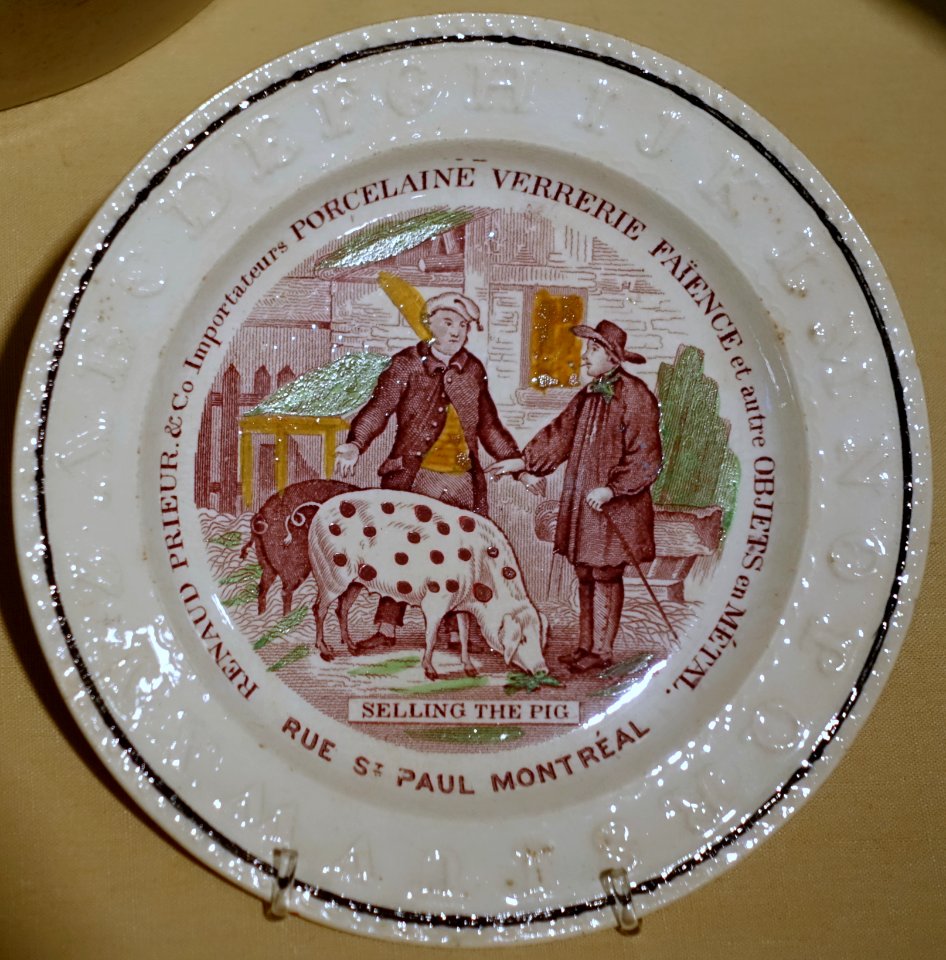 A B C D E F G H I J K L M N O P Q R S T U V W X Y Z
RENAUD PRIEUR. & Co Importateurs PORCELAINE VERRERIE FAÏENCE et autre OBJETS en MÉTAL.
SELLING THE PIG
RUE ST PAUL MONTRÉAL